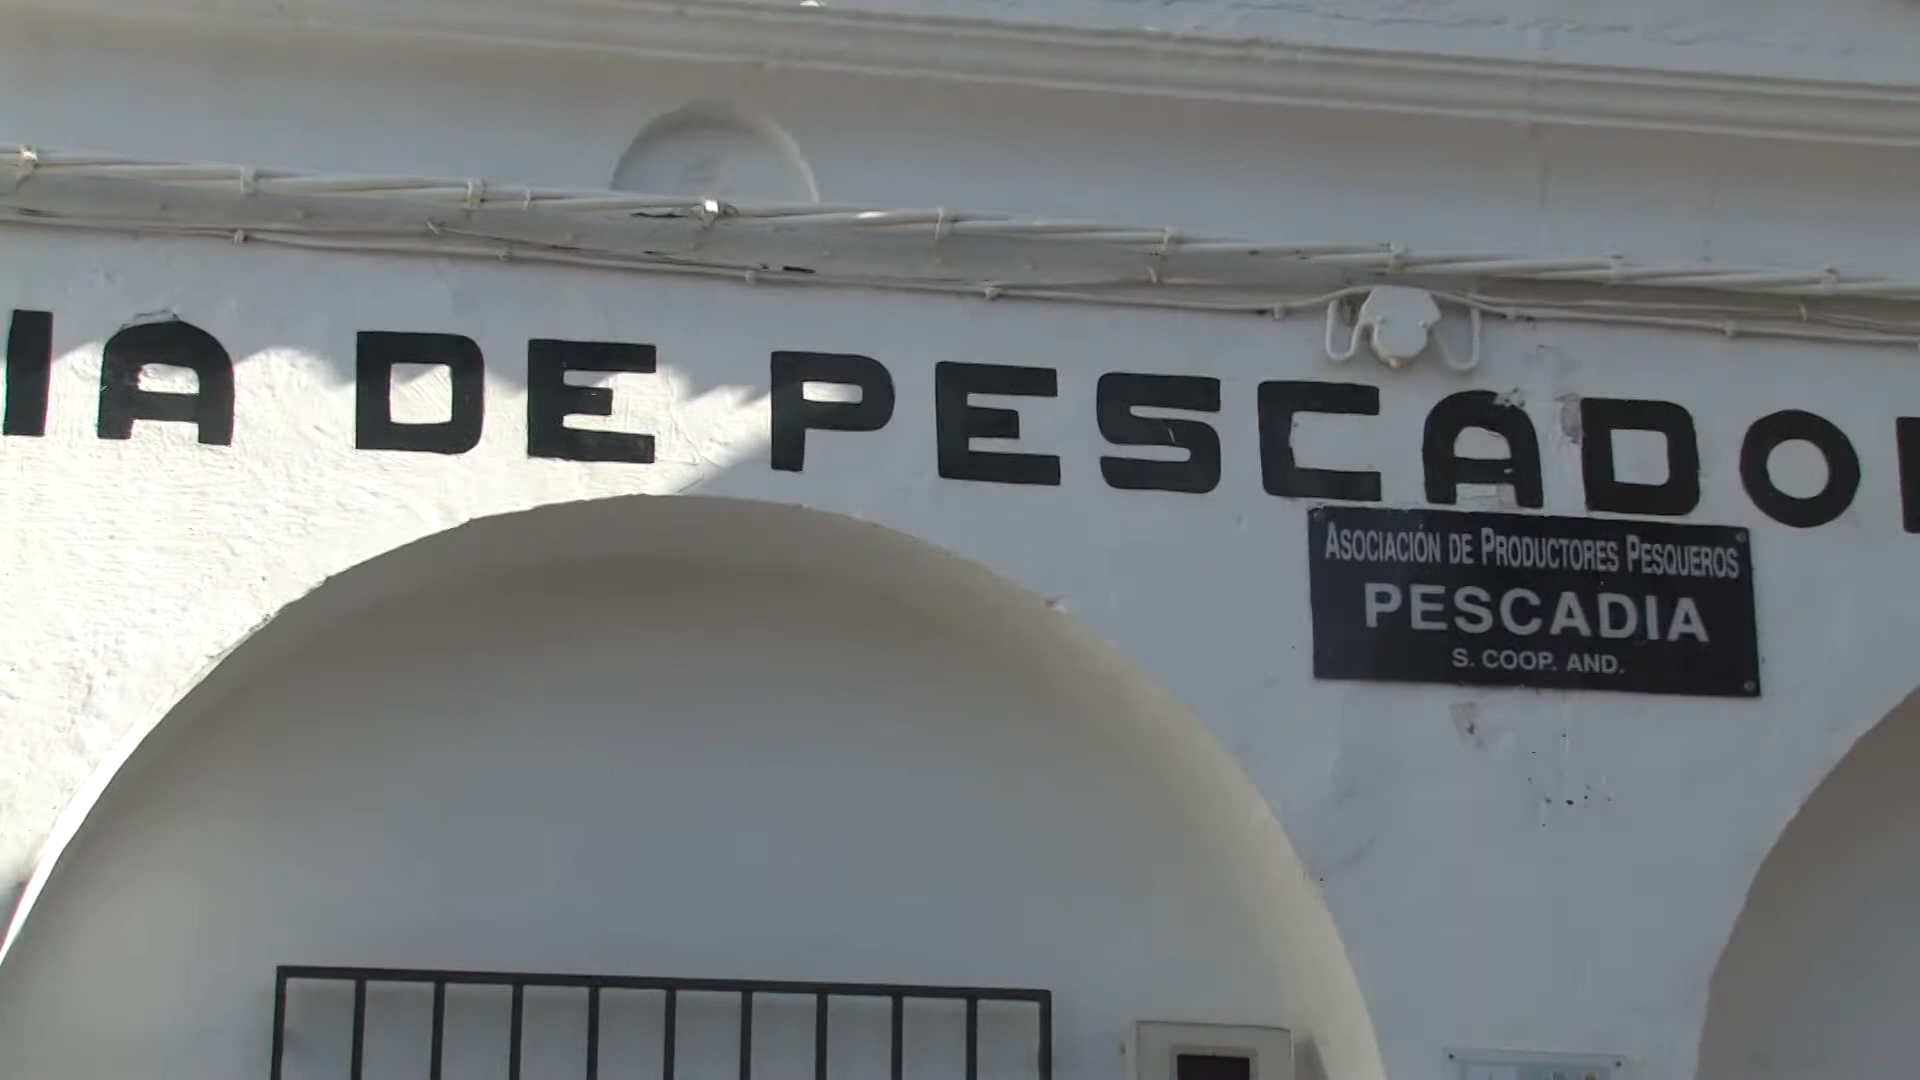 IA DE PESCADO
ASOCIACIÓN DE PRODUCTORES PESQUEROS
PESCADIA
S. COOP. AND.